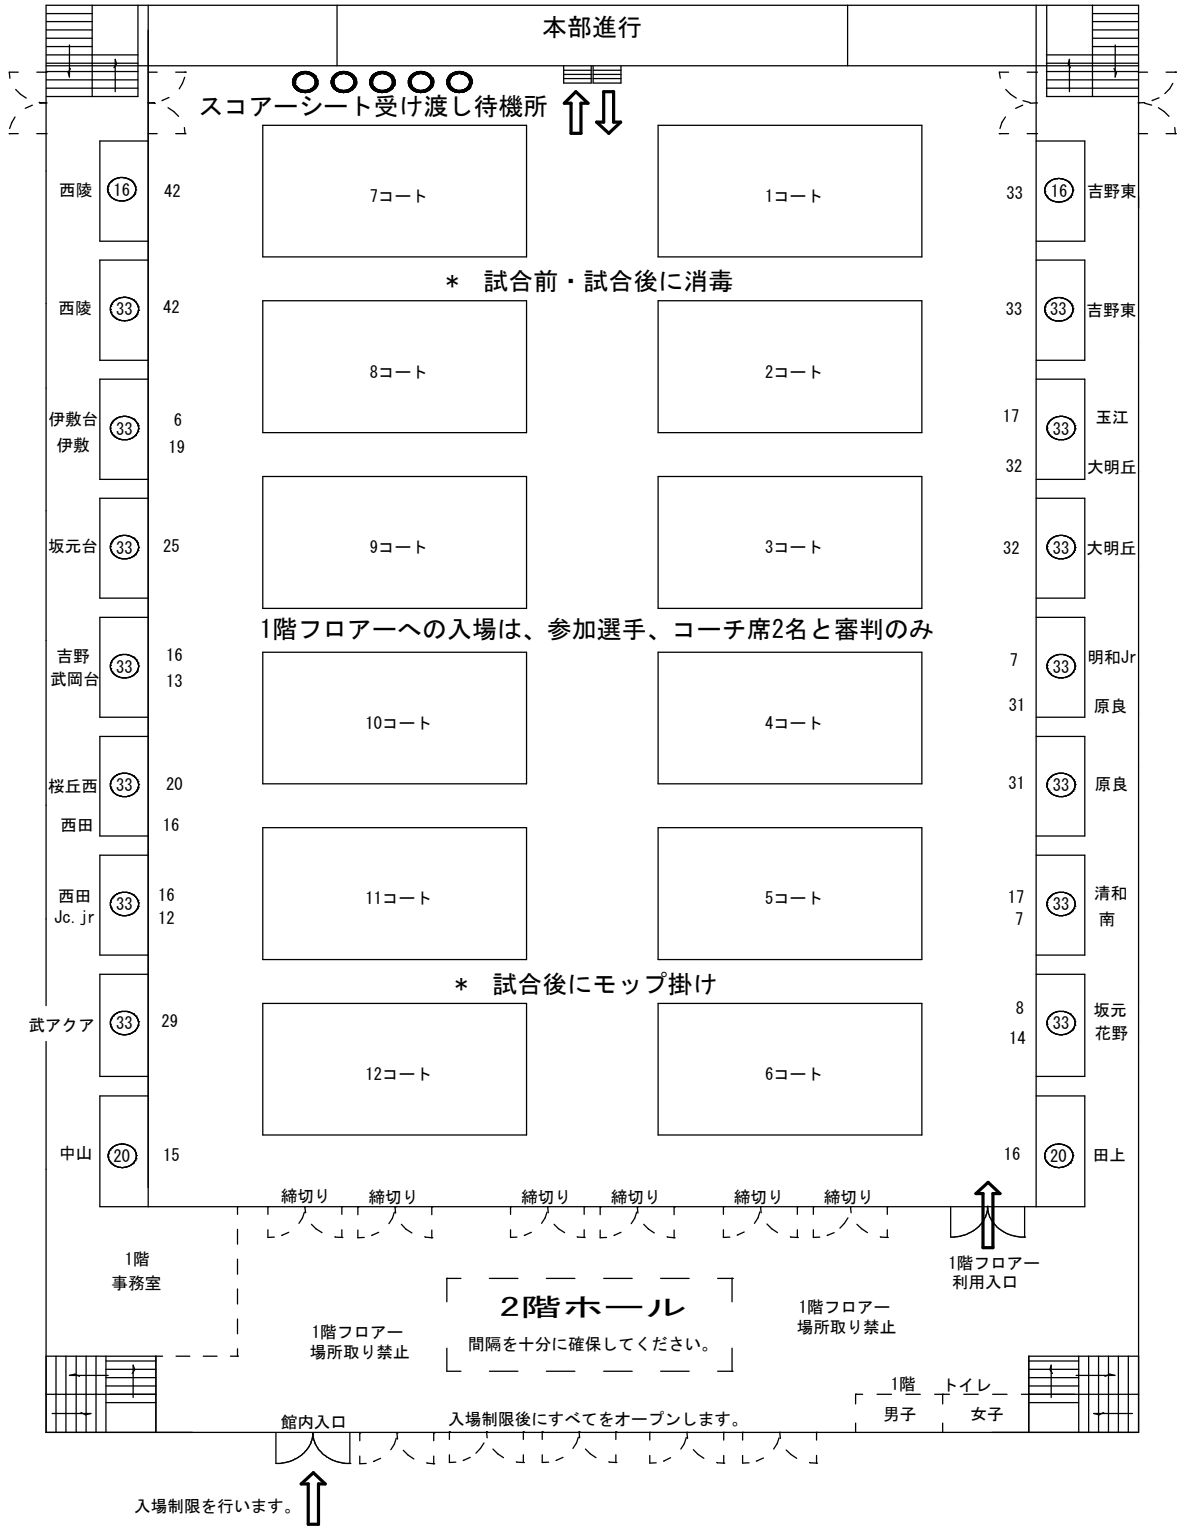 本部進行
スコアーシート受け渡し待機所
西陵 16 42 7コート 1コート 33 16 吉野東
* 試合前・試合後に消毒
西陵 33 42 33 33 吉野東
8コート 2コート
伊敷台 6 17 玉江
33 33
伊敷 19 32 大明丘
坂元台 33 25 9コート 3コート 32 33 大明丘
1階フロアーへの入場は、参加選手、コーチ席2名と審判のみ
吉野 16 7 明和Jr
33 33
武岡台 13 31 原良
10コート 4コート
桜丘西 33 20 31 33 原良
西田 16
西田 16 11コート 5コート 17 清和
33 33
Jc.jr 12 7 南
* 試合後にモップ掛け
武アクア 33 29 8 坂元
33
14 花野
12コート 6コート
中山 20 15 16 20 田上
締切り 締切り 締切り 締切り 締切り 締切り
1階
事務室
1階フロアー
利用入口
2階ホール
間隔を十分に確保してください。
1階フロアー
場所取り禁止
1階フロアー
場所取り禁止
1階 トイレ
男子 女子
館内入口
入場制限後にすべてをオープンします。
入場制限を行います。